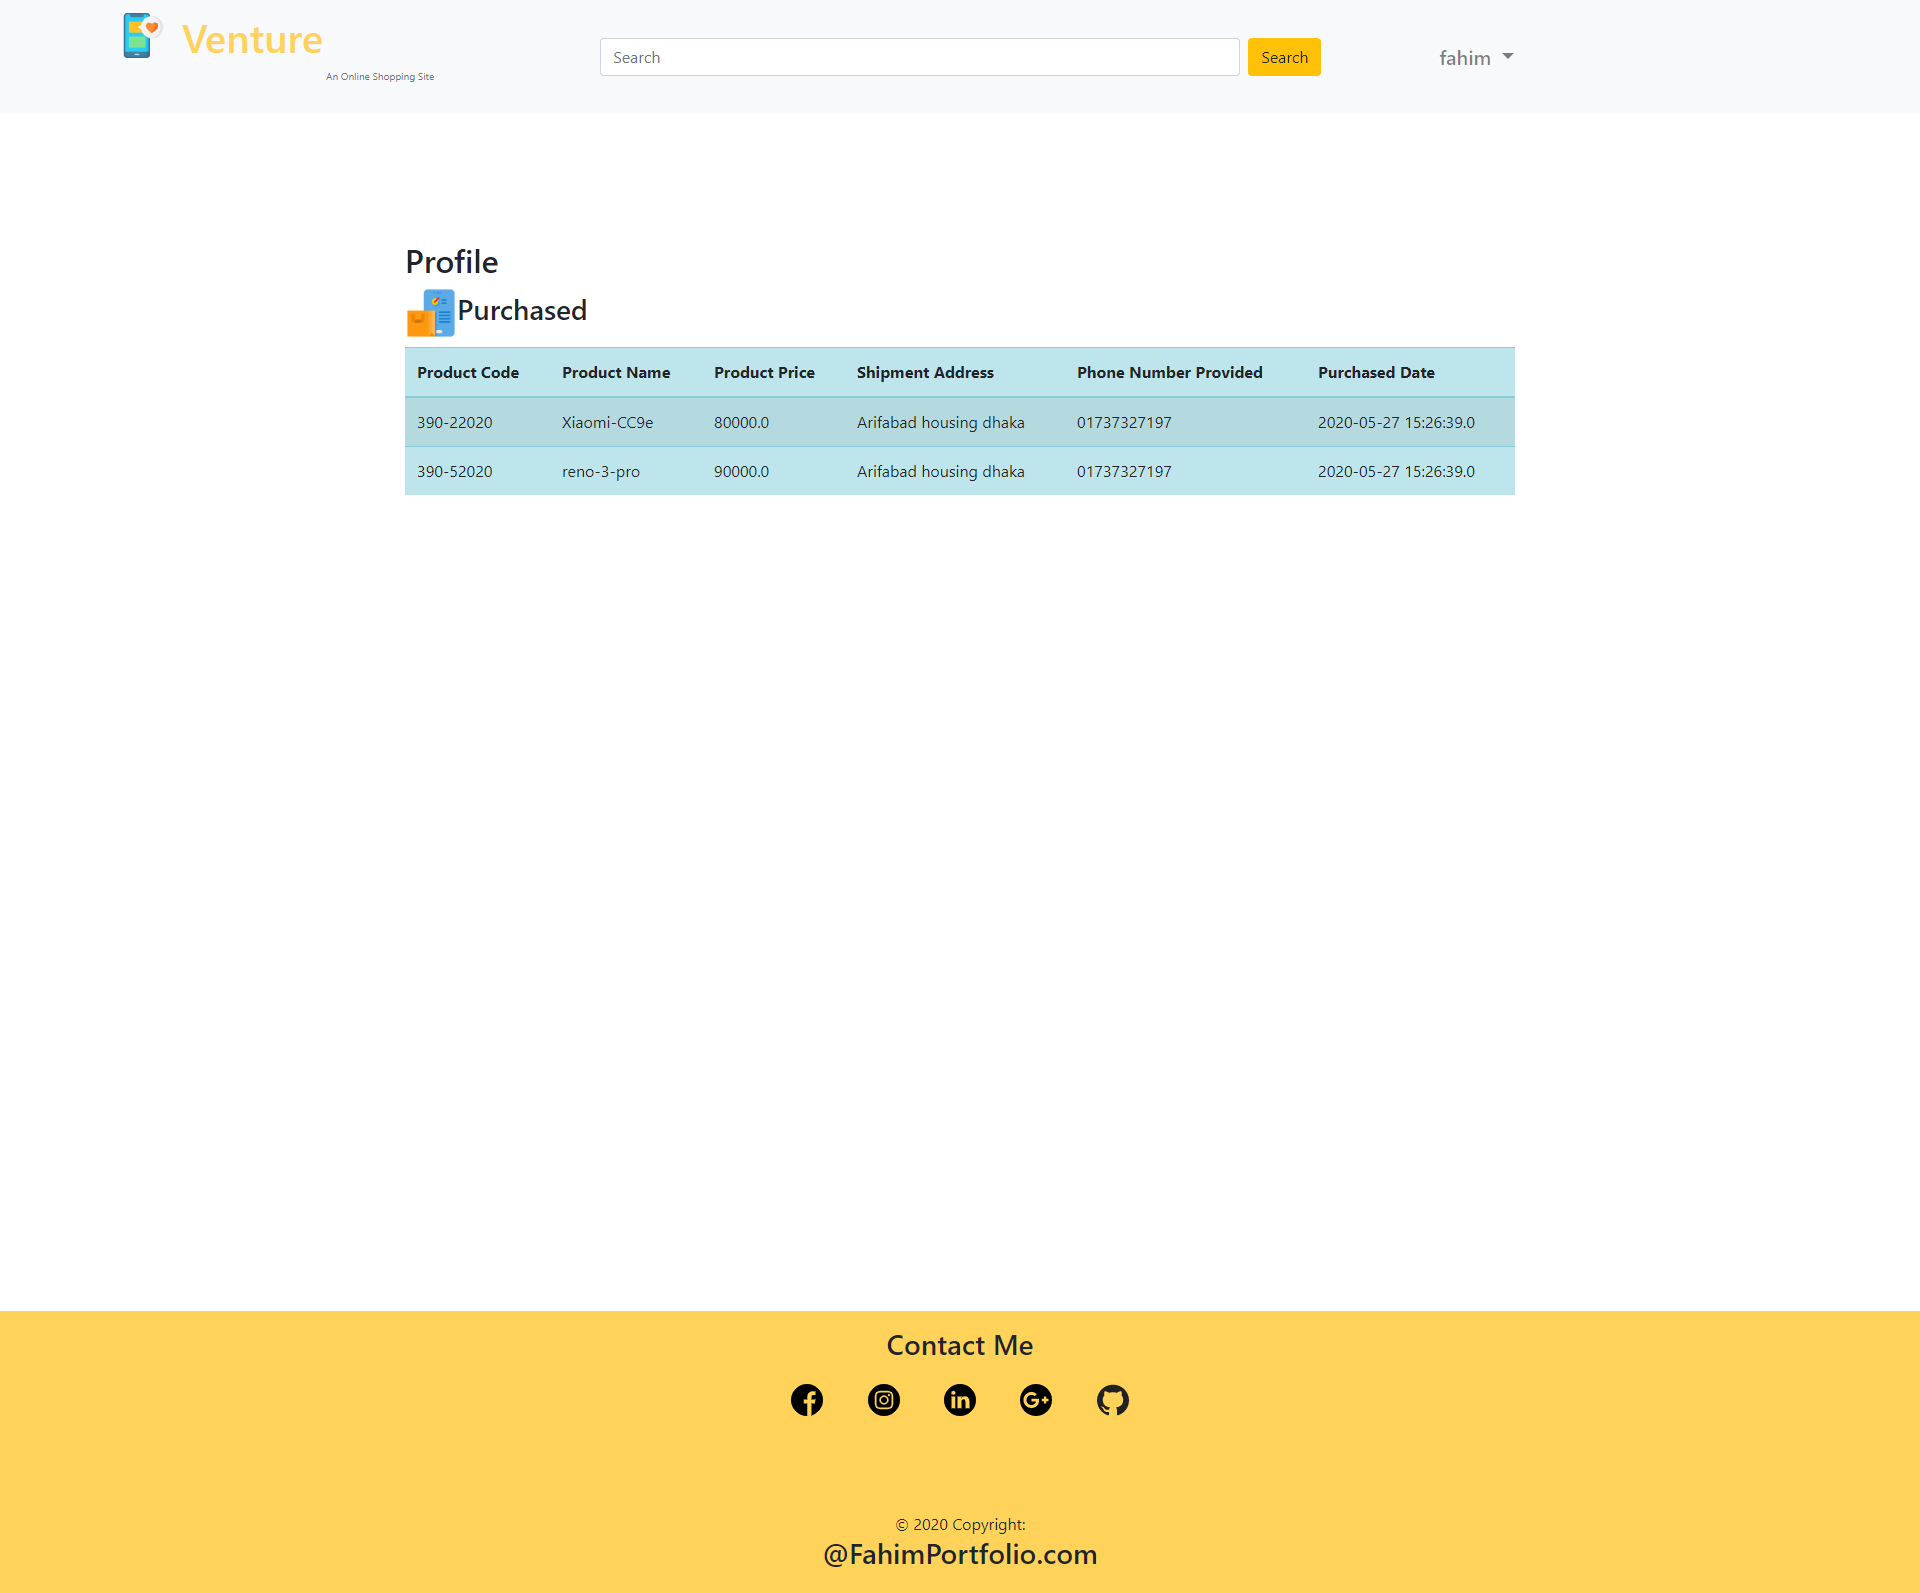 Venture
An Online Shopping Site
Search
Search
fahim
Profile
Purchased
Product Code Product Name Product Price Shipment Address Phone Number Provided Purchased Date
390-22020 Xiaomi-CC9e 80000.0 Arifabad housing dhaka 01737327197 2020-05-27 15:26:39.0
390-52020 reno-3-pro 90000.0 Arifabad housing dhaka 01737327197 2020-05-27 15:26:39.0
Contact Me
© 2020 Copyright:
@FahimPortfolio.com